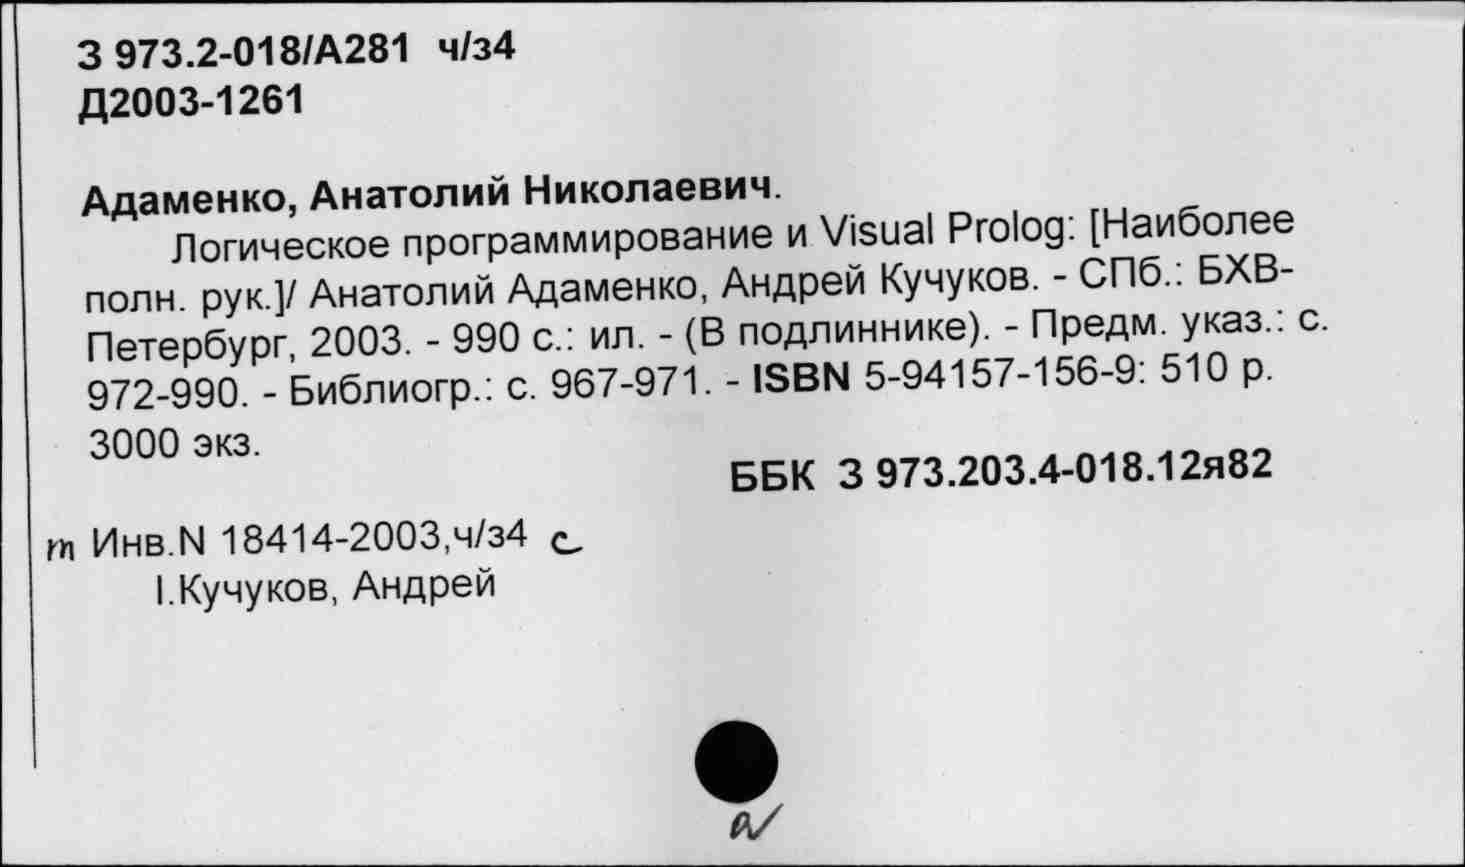 З 973.2-018/А281 ч/з4
Д2003-1261
Адаменко, Анатолий Николаевич.
Логическое программирование и Visual Prolog: [Наиболее
полн. рук.]/ Анатолий Адаменко, Андрей Кучуков. - СПб.: БХВ-
Петербург, 2003. - 990 с.: ил. - (В подлиннике). - Предм. указ.: с.
972-990. - Библиогр.: с. 967-971. - ISBN 5-94157-156-9: 510 р.
3000 экз.
ББК З 973.203.4-018.12я82
т Инв.N 18414-2003,ч/з4 с
I.Кучуков, Андрей